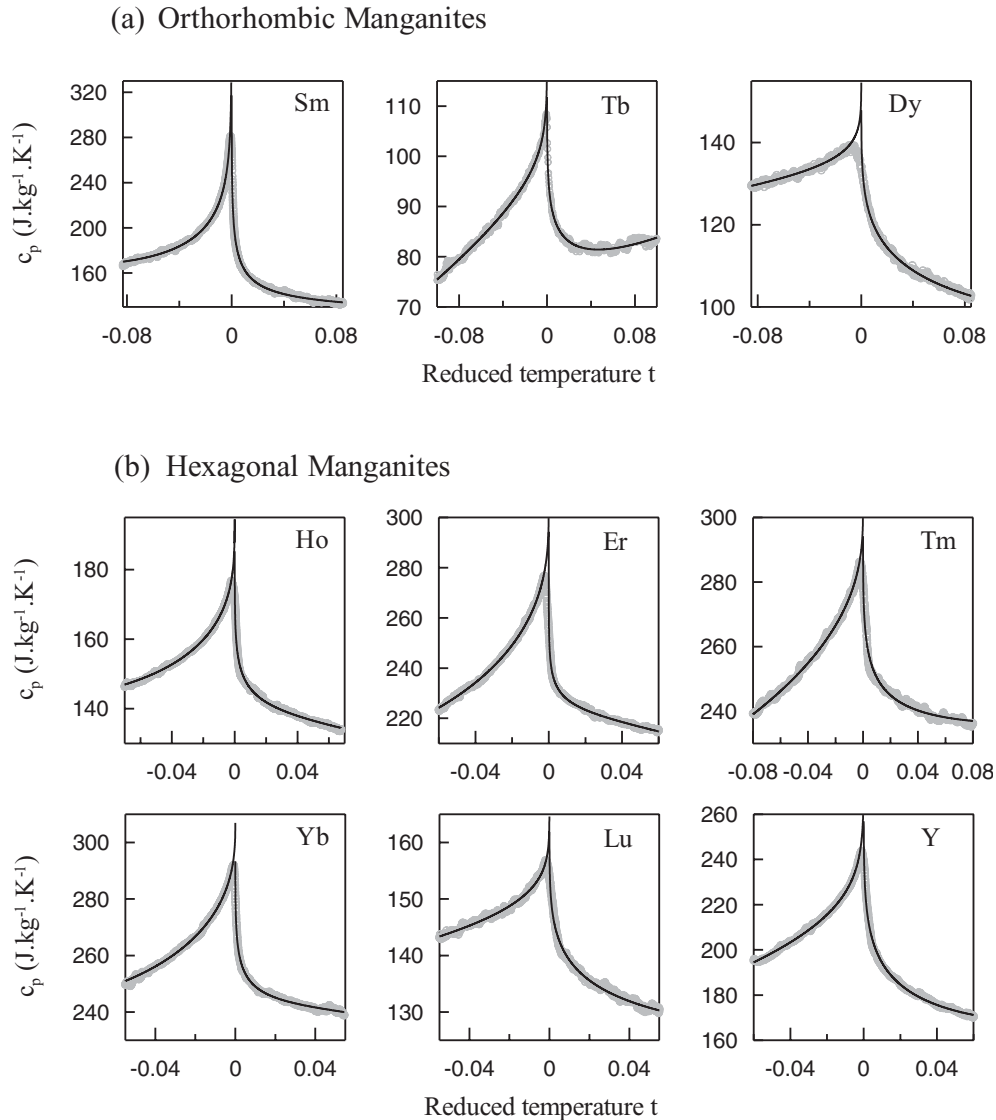 (a) Orthorhombic Manganites
Sm
Tb
Dy
320
280
240
200
160
110
100
90
80
70
140
120
100
c_p (J.kg⁻¹.K⁻¹)
-0.08 0 0.08
-0.08 0 0.08
-0.08 0 0.08
Reduced temperature t
(b) Hexagonal Manganites
Ho
Er
Tm
180
160
140
300
280
260
240
220
300
280
260
240
c_p (J.kg⁻¹.K⁻¹)
-0.04 0 0.04
-0.04 0 0.04
-0.08 -0.04 0 0.04 0.08
Yb
Lu
Y
300
280
260
240
160
150
140
130
260
240
220
200
180
160
c_p (J.kg⁻¹.K⁻¹)
-0.04 0 0.04
-0.04 0 0.04
-0.04 0 0.04
Reduced temperature t